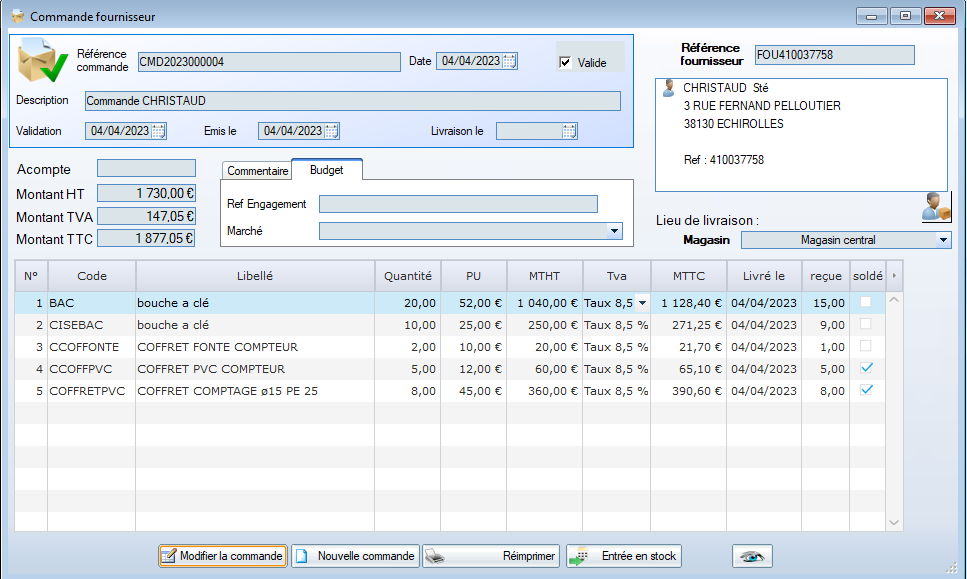 Commande fournisseur
Référence commande CMD2023000004 Date 04/04/2023 Valide
Description Commande CHRISTAUD
Validation 04/04/2023 Emis le 04/04/2023 Livraison le
Référence fournisseur FOU410037758
CHRISTAUD Sté
3 RUE FERNAND PELLOUTIER
38130 ECHIROLLES
Ref : 410037758
Acompte
Montant HT 1 730,00 €
Montant TVA 147,05 €
Montant TTC 1 877,05 €
Commentaire Budget
Ref Engagement
Marché
Lieu de livraison :
Magasin Magasin central
N° Code Libellé Quantité PU MTHT Tva MTTC Livré le reçue soldé
1 BAC bouche a clé 20,00 52,00 € 1 040,00 € Taux 8,5 1 128,40 € 04/04/2023 15,00
2 CISEBAC bouche a clé 10,00 25,00 € 250,00 € Taux 8,5 % 271,25 € 04/04/2023 9,00
3 CCOFFONTE COFFRET FONTE COMPTEUR 2,00 10,00 € 20,00 € Taux 8,5 % 21,70 € 04/04/2023 1,00
4 CCOFFPVC COFFRET PVC COMPTEUR 5,00 12,00 € 60,00 € Taux 8,5 % 65,10 € 04/04/2023 5,00
5 COFFRETPVC COFFRET COMPTAGE ø15 PE 25 8,00 45,00 € 360,00 € Taux 8,5 % 390,60 € 04/04/2023 8,00
Modifier la commande Nouvelle commande Réimprimer Entrée en stock